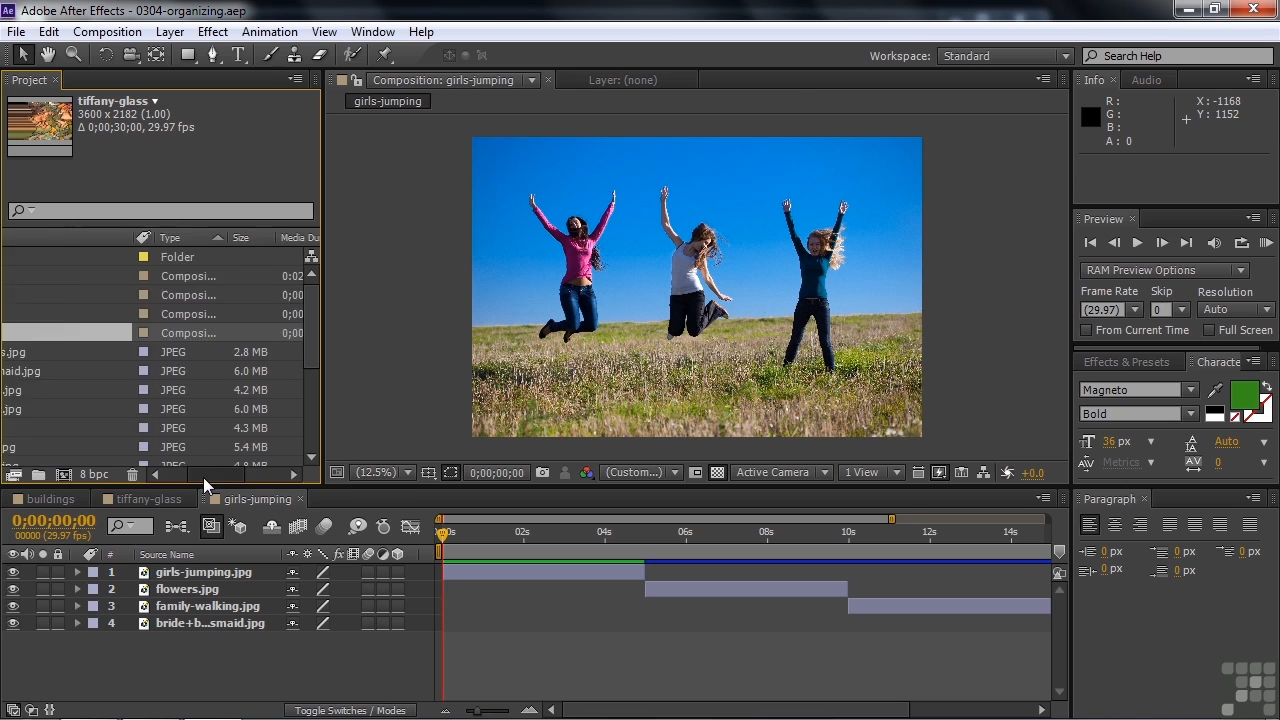 Ae Adobe After Effects - 0304-organizing.aep
File Edit Composition Layer Effect Animation View Window Help
Workspace: Standard Search Help
Project × Composition: girls-jumping × Layer: (none) Info × Audio
tiffany-glass
3600 x 2182 (1.00)
Δ 0;00;30;00, 29.97 fps
girls-jumping
R :
G :
B :
A : 0
X : -1168
Y : 1152
Preview ×
Type Size Media Du
Folder
Composi... 0:02
Composi... 0;00
Composi... 0;00
Composi... 0;00
s.jpg JPEG 2.8 MB
naid.jpg JPEG 6.0 MB
.jpg JPEG 4.2 MB
.jpg JPEG 6.0 MB
JPEG 4.3 MB
pg JPEG 5.4 MB
JPEG 4.8 MB
8 bpc
RAM Preview Options
Frame Rate Skip Resolution
(29.97) 0 Auto
From Current Time Full Screen
Effects & Presets Characte ×
Magneto
Bold
36 px Auto
Metrics 0
(12.5%) 0;00;00;00 (Custom...) Active Camera 1 View +0.0
buildings tiffany-glass girls-jumping ×
Paragraph ×
0;00;00;00
00000 (29.97 fps)
00s 02s 04s 06s 08s 10s 12s 14s
# Source Name fx
1 girls-jumping.jpg
2 flowers.jpg
3 family-walking.jpg
4 bride+b...smaid.jpg
0 px 0 px 0 px
0 px 0 px
Toggle Switches / Modes